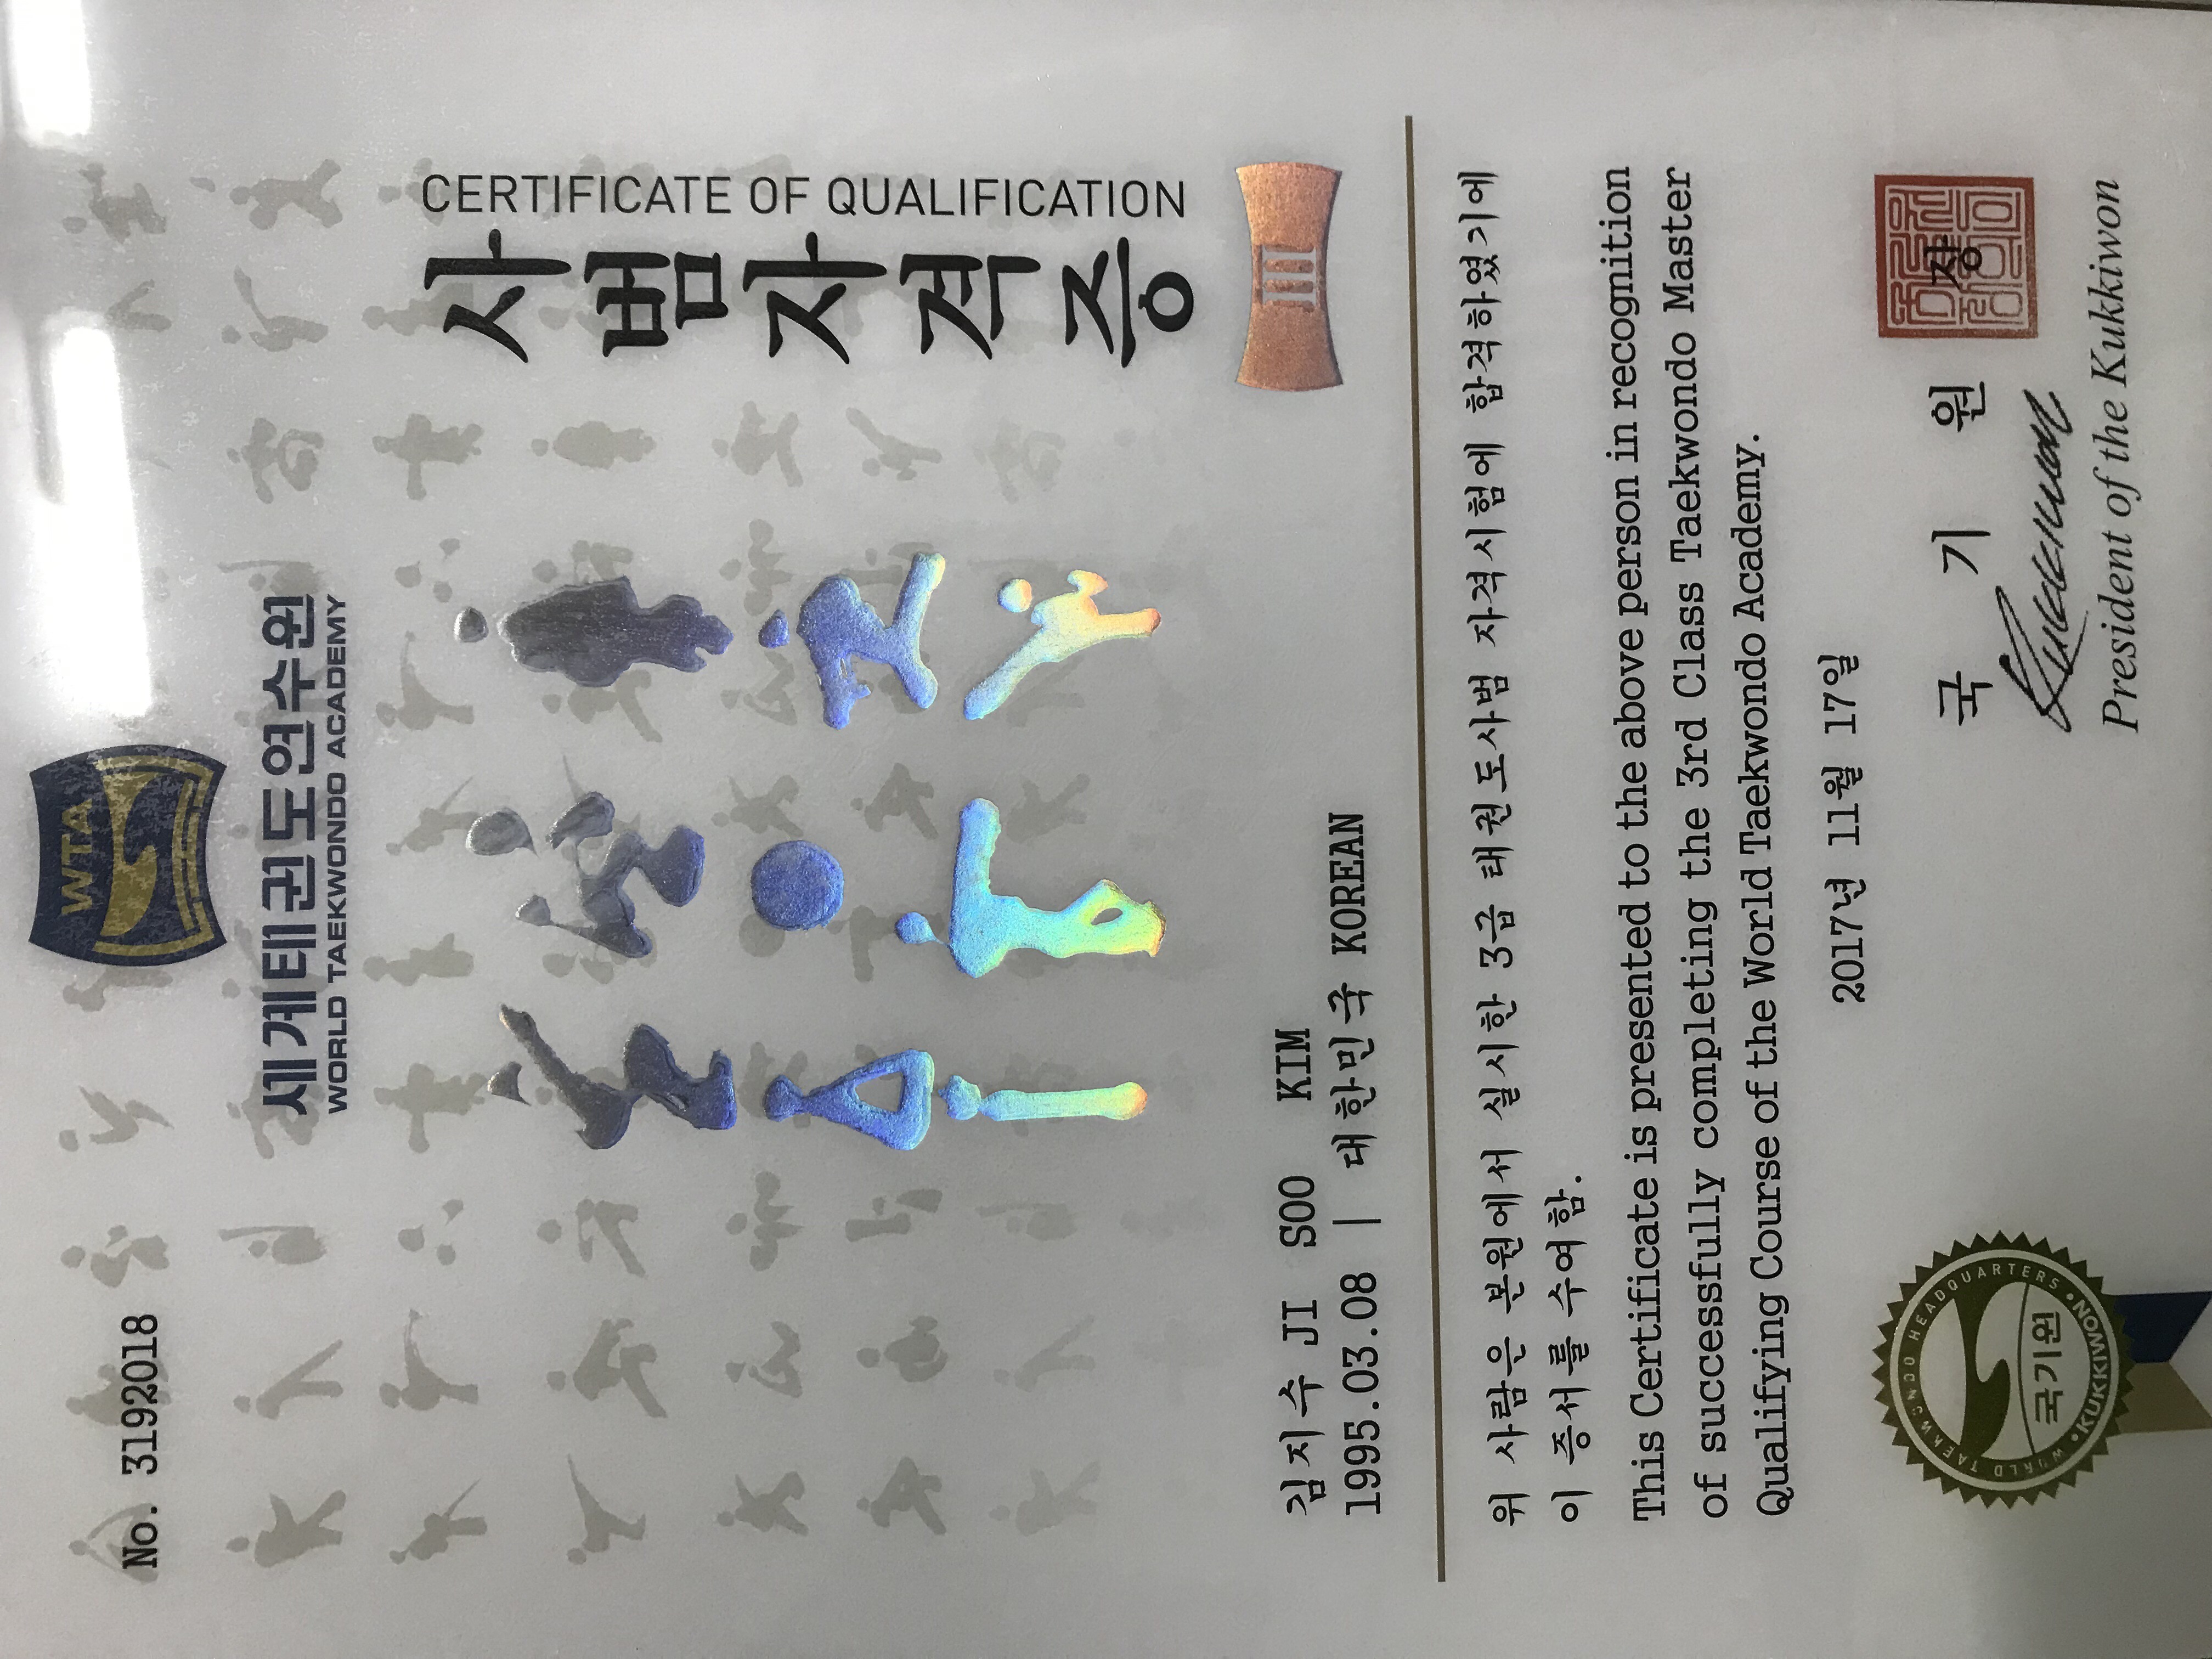 No. 3192018
WTA
세계태권도연수원
WORLD TAEKWONDO ACADEMY
CERTIFICATE OF QUALIFICATION
사범자격증
III
김지수 JI SOO KIM
1995.03.08 | 대한민국 KOREAN
위 사람은 본원에서 실시한 3급 태권도사범 자격시험에 합격하였기에
이 증서를 수여함.
This Certificate is presented to the above person in recognition
of successfully completing the 3rd Class Taekwondo Master
Qualifying Course of the World Taekwondo Academy.
2017년 11월 17일
국 기 원 장
President of the Kukkiwon
WORLD TAEKWONDO HEADQUARTERS
국기원
KUKKIWON